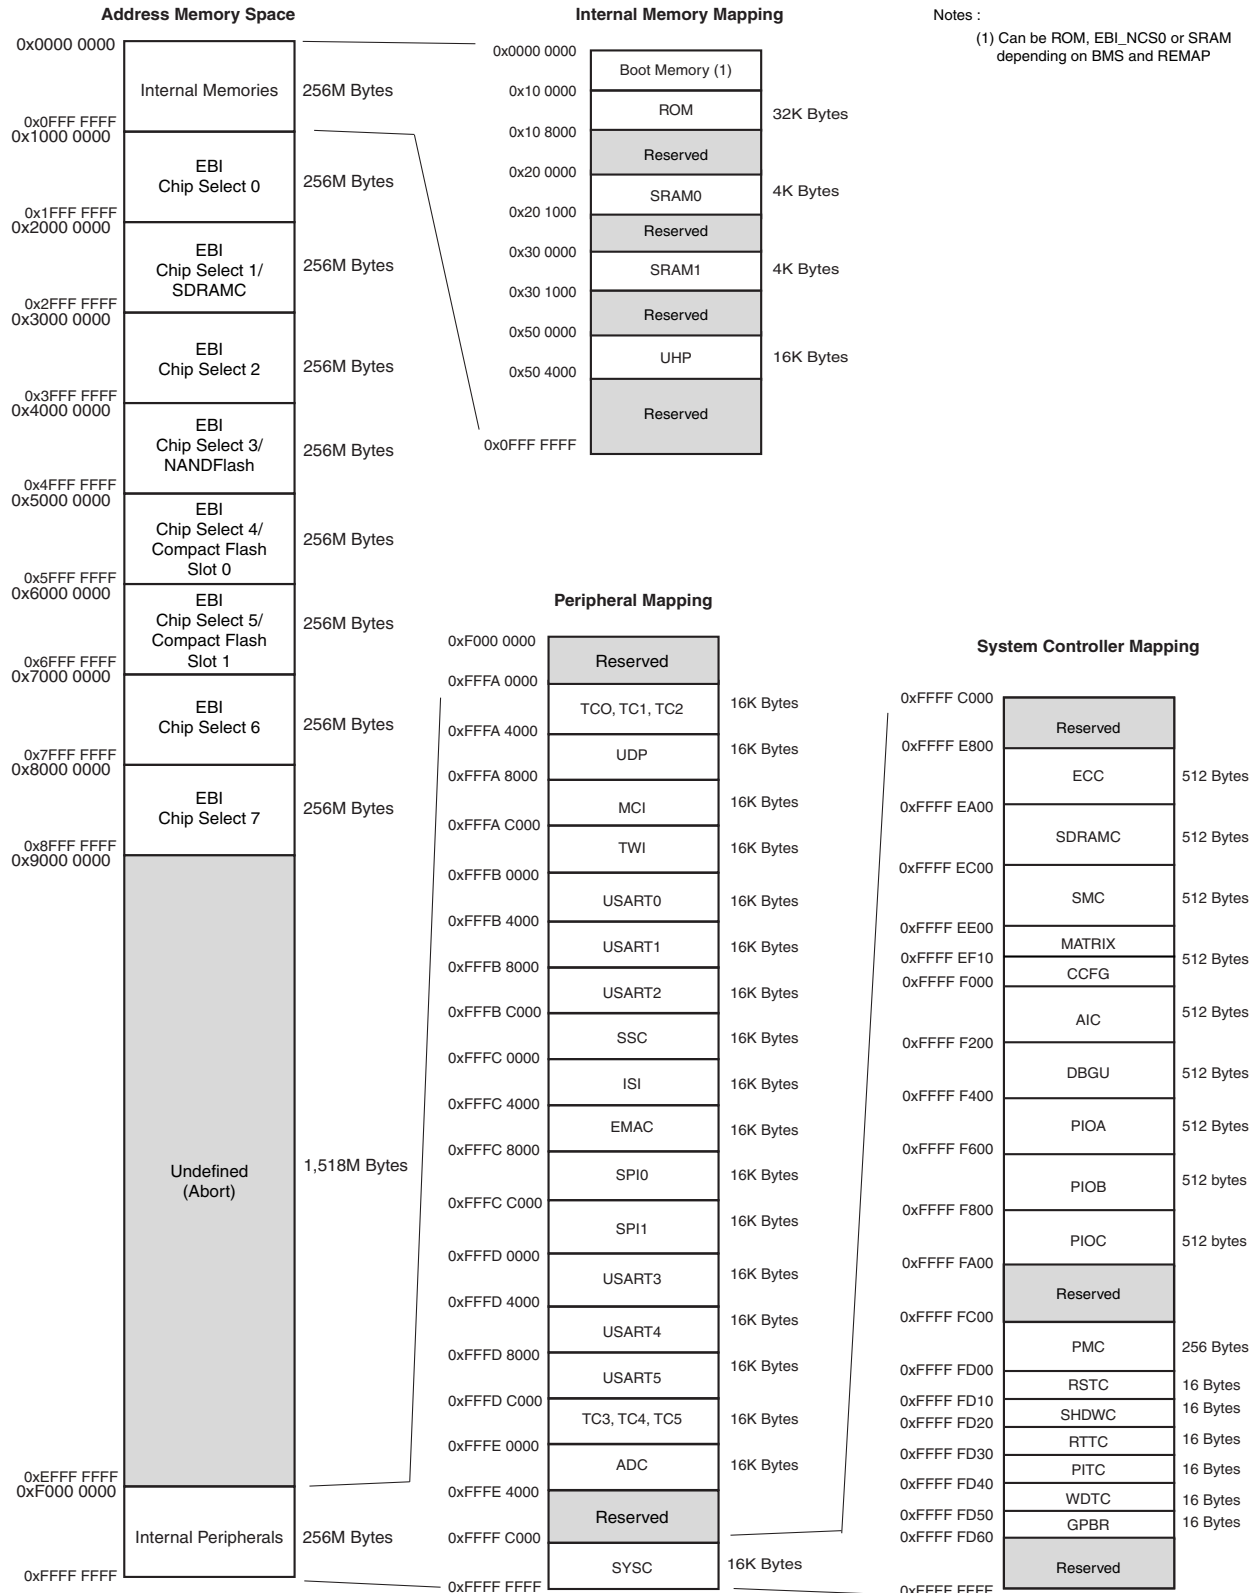 Address Memory Space
0x0000 0000
Internal Memories
256M Bytes
0x0FFF FFFF
0x1000 0000
EBI
Chip Select 0
256M Bytes
0x1FFF FFFF
0x2000 0000
EBI
Chip Select 1/
SDRAMC
256M Bytes
0x2FFF FFFF
0x3000 0000
EBI
Chip Select 2
256M Bytes
0x3FFF FFFF
0x4000 0000
EBI
Chip Select 3/
NANDFlash
256M Bytes
0x4FFF FFFF
0x5000 0000
EBI
Chip Select 4/
Compact Flash
Slot 0
256M Bytes
0x5FFF FFFF
0x6000 0000
EBI
Chip Select 5/
Compact Flash
Slot 1
256M Bytes
0x6FFF FFFF
0x7000 0000
EBI
Chip Select 6
256M Bytes
0x7FFF FFFF
0x8000 0000
EBI
Chip Select 7
256M Bytes
0x8FFF FFFF
0x9000 0000
Undefined
(Abort)
1,518M Bytes
0xEFFF FFFF
0xF000 0000
Internal Peripherals
256M Bytes
0xFFFF FFFF
Internal Memory Mapping
0x0000 0000
Boot Memory (1)
0x10 0000
ROM
32K Bytes
0x10 8000
Reserved
0x20 0000
SRAM0
4K Bytes
0x20 1000
Reserved
0x30 0000
SRAM1
4K Bytes
0x30 1000
Reserved
0x50 0000
UHP
16K Bytes
0x50 4000
Reserved
0x0FFF FFFF
Notes :
(1) Can be ROM, EBI_NCS0 or SRAM
depending on BMS and REMAP
Peripheral Mapping
0xF000 0000
Reserved
0xFFFA 0000
TCO, TC1, TC2
16K Bytes
0xFFFA 4000
UDP
16K Bytes
0xFFFA 8000
MCI
16K Bytes
0xFFFA C000
TWI
16K Bytes
0xFFFB 0000
USART0
16K Bytes
0xFFFB 4000
USART1
16K Bytes
0xFFFB 8000
USART2
16K Bytes
0xFFFB C000
SSC
16K Bytes
0xFFFC 0000
ISI
16K Bytes
0xFFFC 4000
EMAC
16K Bytes
0xFFFC 8000
SPI0
16K Bytes
0xFFFC C000
SPI1
16K Bytes
0xFFFD 0000
USART3
16K Bytes
0xFFFD 4000
USART4
16K Bytes
0xFFFD 8000
USART5
16K Bytes
0xFFFD C000
TC3, TC4, TC5
16K Bytes
0xFFFE 0000
ADC
16K Bytes
0xFFFE 4000
Reserved
0xFFFF C000
SYSC
16K Bytes
0xFFFF FFFF
System Controller Mapping
0xFFFF C000
Reserved
0xFFFF E800
ECC
512 Bytes
0xFFFF EA00
SDRAMC
512 Bytes
0xFFFF EC00
SMC
512 Bytes
0xFFFF EE00
MATRIX
0xFFFF EF10
512 Bytes
CCFG
0xFFFF F000
AIC
512 Bytes
0xFFFF F200
DBGU
512 Bytes
0xFFFF F400
PIOA
512 Bytes
0xFFFF F600
PIOB
512 bytes
0xFFFF F800
PIOC
512 bytes
0xFFFF FA00
Reserved
0xFFFF FC00
PMC
256 Bytes
0xFFFF FD00
RSTC
16 Bytes
0xFFFF FD10
SHDWC
16 Bytes
0xFFFF FD20
RTTC
16 Bytes
0xFFFF FD30
PITC
16 Bytes
0xFFFF FD40
WDTC
16 Bytes
0xFFFF FD50
GPBR
16 Bytes
0xFFFF FD60
Reserved
0xFFFF FFFF